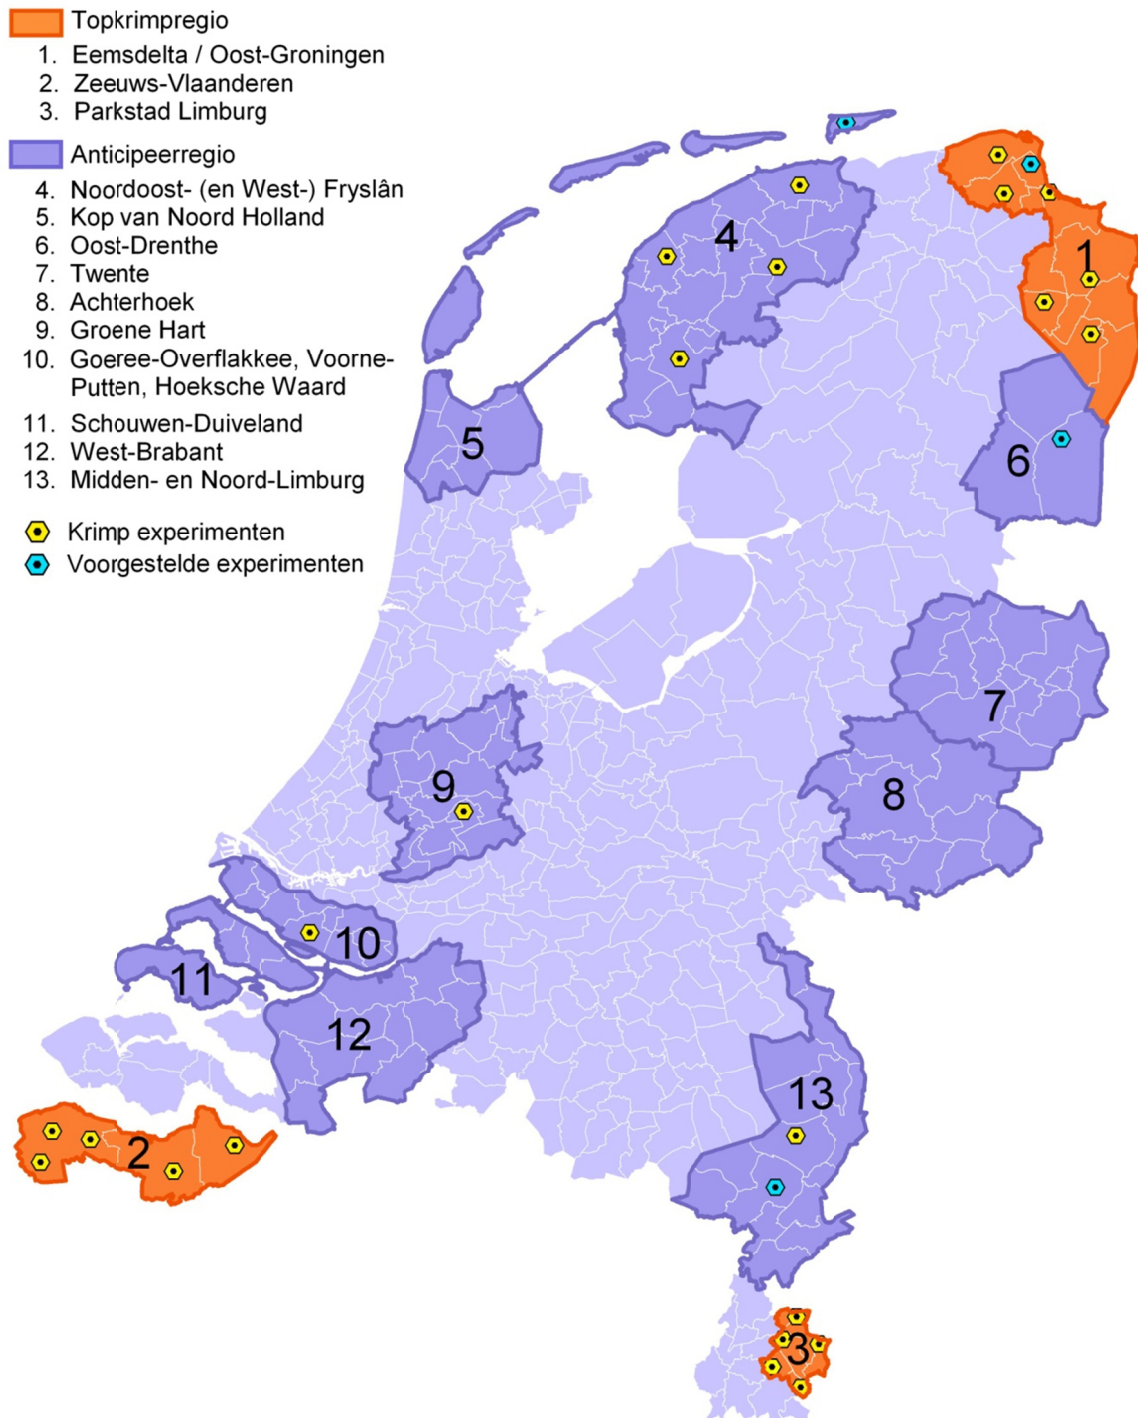 Topkrimpregio
1. Eemsdelta / Oost-Groningen
2. Zeeuws-Vlaanderen
3. Parkstad Limburg
Anticipeerregio
4. Noordoost- (en West-) Fryslân
5 Kop van Noord Holland
6. Oost-Drenthe
7. Twente
8. Achterhoek
9. Groene Hart
10. Goeree-Overflakkee, Voorne-
Putten, Hoeksche Waard
11. Schouwen-Duiveland
12. West-Brabant
13. Midden- en Noord-Limburg
Krimp experimenten
Voorgestelde experimenten
4
1
5
6
7
9
8
10
11
12
13
2
3